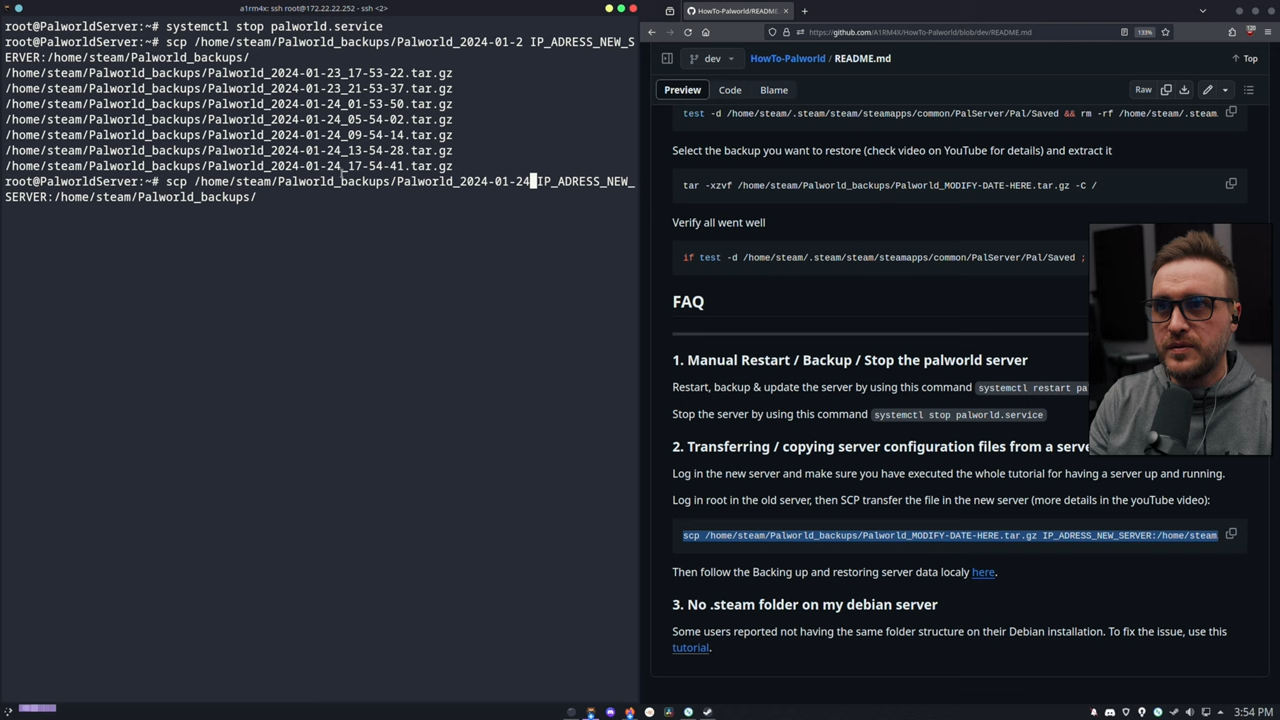 a1rm4x: ssh root@172.22.22.252 — ssh <2>
root@PalworldServer:~# systemctl stop palworld.service
root@PalworldServer:~# scp /home/steam/Palworld_backups/Palworld_2024-01-2 IP_ADRESS_NEW_S
ERVER:/home/steam/Palworld_backups/
/home/steam/Palworld_backups/Palworld_2024-01-23_17-53-22.tar.gz
/home/steam/Palworld_backups/Palworld_2024-01-23_21-53-37.tar.gz
/home/steam/Palworld_backups/Palworld_2024-01-24_01-53-50.tar.gz
/home/steam/Palworld_backups/Palworld_2024-01-24_05-54-02.tar.gz
/home/steam/Palworld_backups/Palworld_2024-01-24_09-54-14.tar.gz
/home/steam/Palworld_backups/Palworld_2024-01-24_13-54-28.tar.gz
/home/steam/Palworld_backups/Palworld_2024-01-24_17-54-41.tar.gz
root@PalworldServer:~# scp /home/steam/Palworld_backups/Palworld_2024-01-24 IP_ADRESS_NEW_
SERVER:/home/steam/Palworld_backups/
HowTo-Palworld/README
https://github.com/A1RM4X/HowTo-Palworld/blob/dev/README.md
133%
dev
HowTo-Palworld / README.md
Top
Preview Code Blame
Raw
test -d /home/steam/.steam/steam/steamapps/common/PalServer/Pal/Saved && rm -rf /home/steam/.steam
Select the backup you want to restore (check video on YouTube for details) and extract it
tar -xzvf /home/steam/Palworld_backups/Palworld_MODIFY-DATE-HERE.tar.gz -C /
Verify all went well
if test -d /home/steam/.steam/steam/steamapps/common/PalServer/Pal/Saved ;
FAQ
1. Manual Restart / Backup / Stop the palworld server
Restart, backup & update the server by using this command systemctl restart pa
Stop the server by using this command systemctl stop palworld.service
2. Transferring / copying server configuration files from a serve
Log in the new server and make sure you have executed the whole tutorial for having a server up and running.
Log in root in the old server, then SCP transfer the file in the new server (more details in the youTube video):
scp /home/steam/Palworld_backups/Palworld_MODIFY-DATE-HERE.tar.gz IP_ADRESS_NEW_SERVER:/home/steam
Then follow the Backing up and restoring server data localy here.
3. No .steam folder on my debian server
Some users reported not having the same folder structure on their Debian installation. To fix the issue, use this
tutorial.
3:54 PM